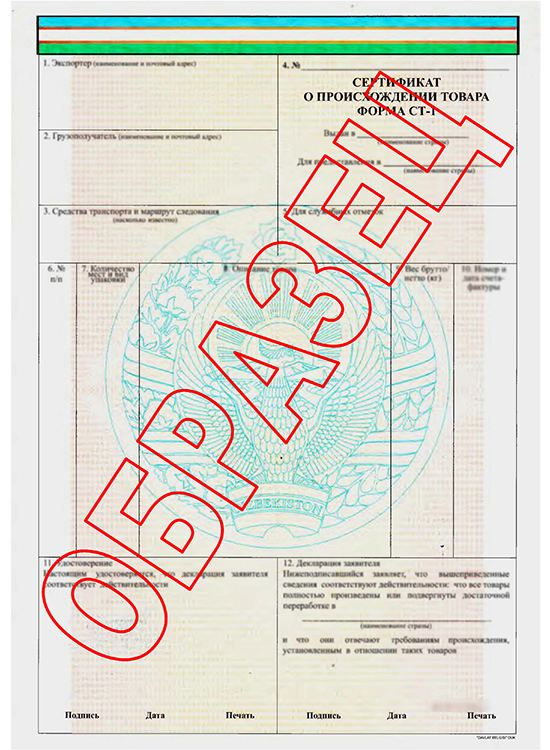 1. Экспортер (наименование и почтовый адрес)
4. №
СЕРТИФИКАТ
О ПРОИСХОЖДЕНИИ ТОВАРА
ФОРМА СТ-1
2. Грузополучатель (наименование и почтовый адрес)
Выдан в
(наименование страны)
Для представления в
(наименование страны)
3. Средства транспорта и маршрут следования
(насколько известно)
5. Для служебных отметок
6. №
п/п
7. Количество
мест и вид
упаковки
8. Описание товара
9. Вес брутто/
нетто (кг)
10. Номер и
дата счета-
фактуры
ОБРАЗЕЦ
UZBEKISTON
11. Удостоверение
Настоящим удостоверяется, что декларация заявителя
соответствует действительности
12. Декларация заявителя
Нижеподписавшийся заявляет, что вышеприведенные
сведения соответствуют действительности: что все товары
полностью произведены или подвергнуты достаточной
переработке в
(наименование страны)
и что они отвечают требованиям происхождения,
установленным в отношении таких товаров
Подпись Дата Печать
Подпись Дата Печать